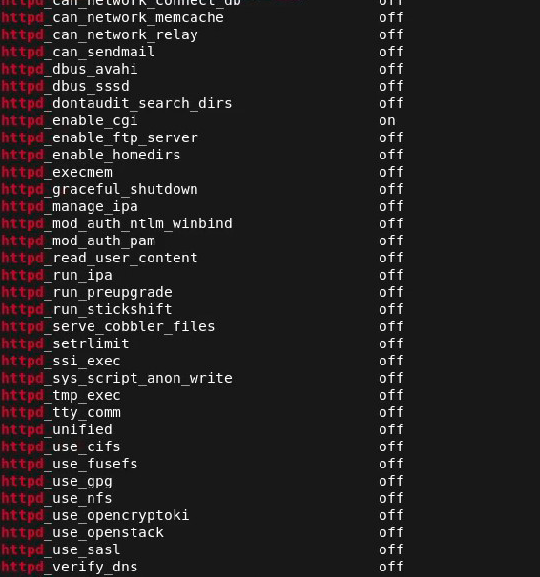 httpd_can_network_connect_db off
httpd_can_network_memcache off
httpd_can_network_relay off
httpd_can_sendmail off
httpd_dbus_avahi off
httpd_dbus_sssd off
httpd_dontaudit_search_dirs off
httpd_enable_cgi on
httpd_enable_ftp_server off
httpd_enable_homedirs off
httpd_execmem off
httpd_graceful_shutdown off
httpd_manage_ipa off
httpd_mod_auth_ntlm_winbind off
httpd_mod_auth_pam off
httpd_read_user_content off
httpd_run_ipa off
httpd_run_preupgrade off
httpd_run_stickshift off
httpd_serve_cobbler_files off
httpd_setrlimit off
httpd_ssi_exec off
httpd_sys_script_anon_write off
httpd_tmp_exec off
httpd_tty_comm off
httpd_unified off
httpd_use_cifs off
httpd_use_fusefs off
httpd_use_gpg off
httpd_use_nfs off
httpd_use_opencryptoki off
httpd_use_openstack off
httpd_use_sasl off
httpd_verify_dns off